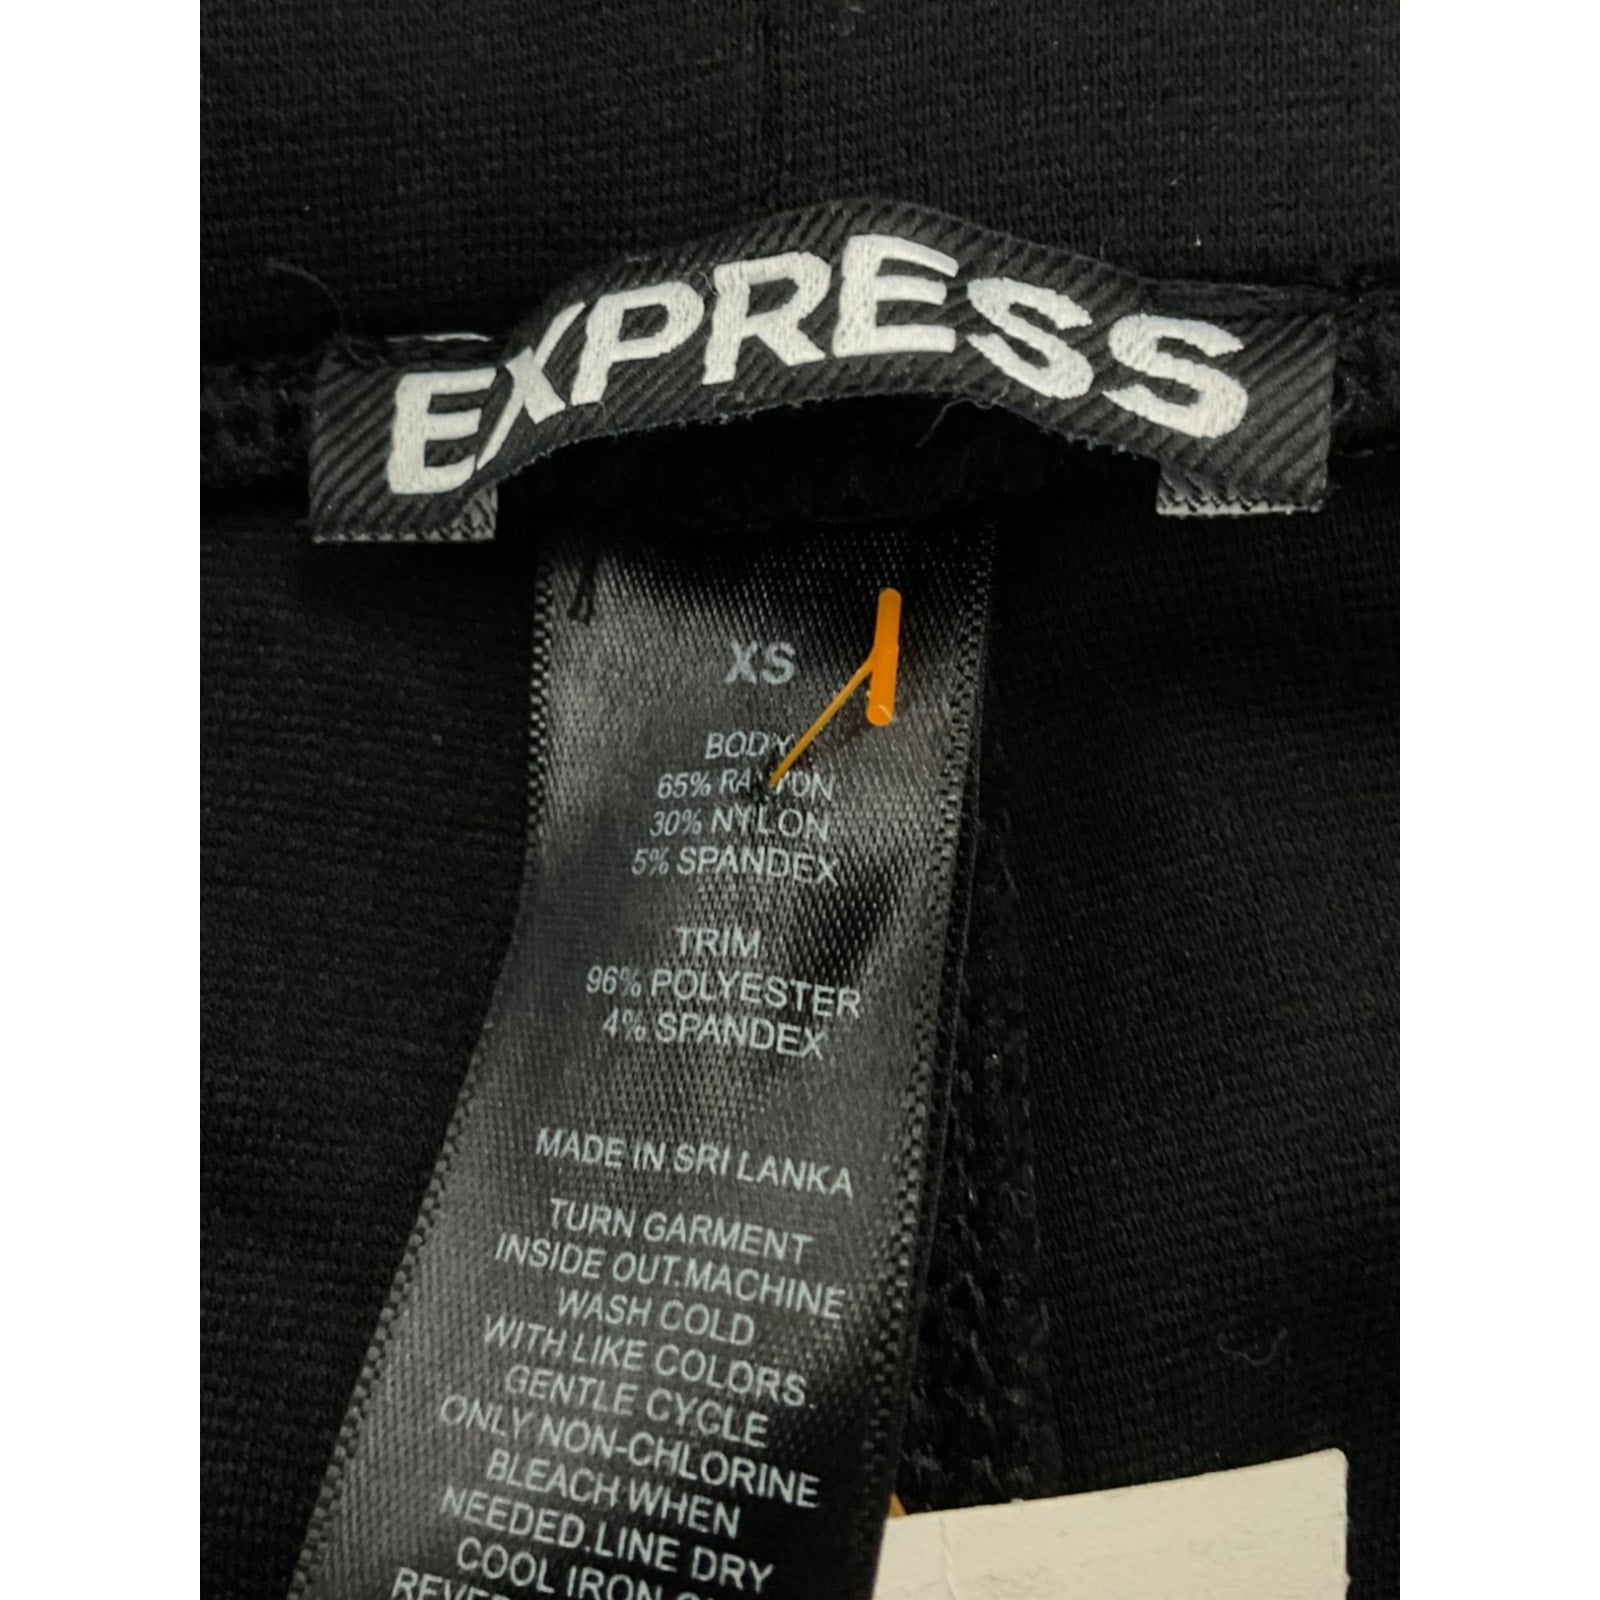 EXPRESS
XS
BODY
65% RAYON
30% NYLON
5% SPANDEX
TRIM
96% POLYESTER
4% SPANDEX
MADE IN SRI LANKA
TURN GARMENT
INSIDE OUT.MACHINE
WASH COLD
WITH LIKE COLORS.
GENTLE CYCLE
ONLY NON-CHLORINE
BLEACH WHEN
NEEDED.LINE DRY
COOL IRON